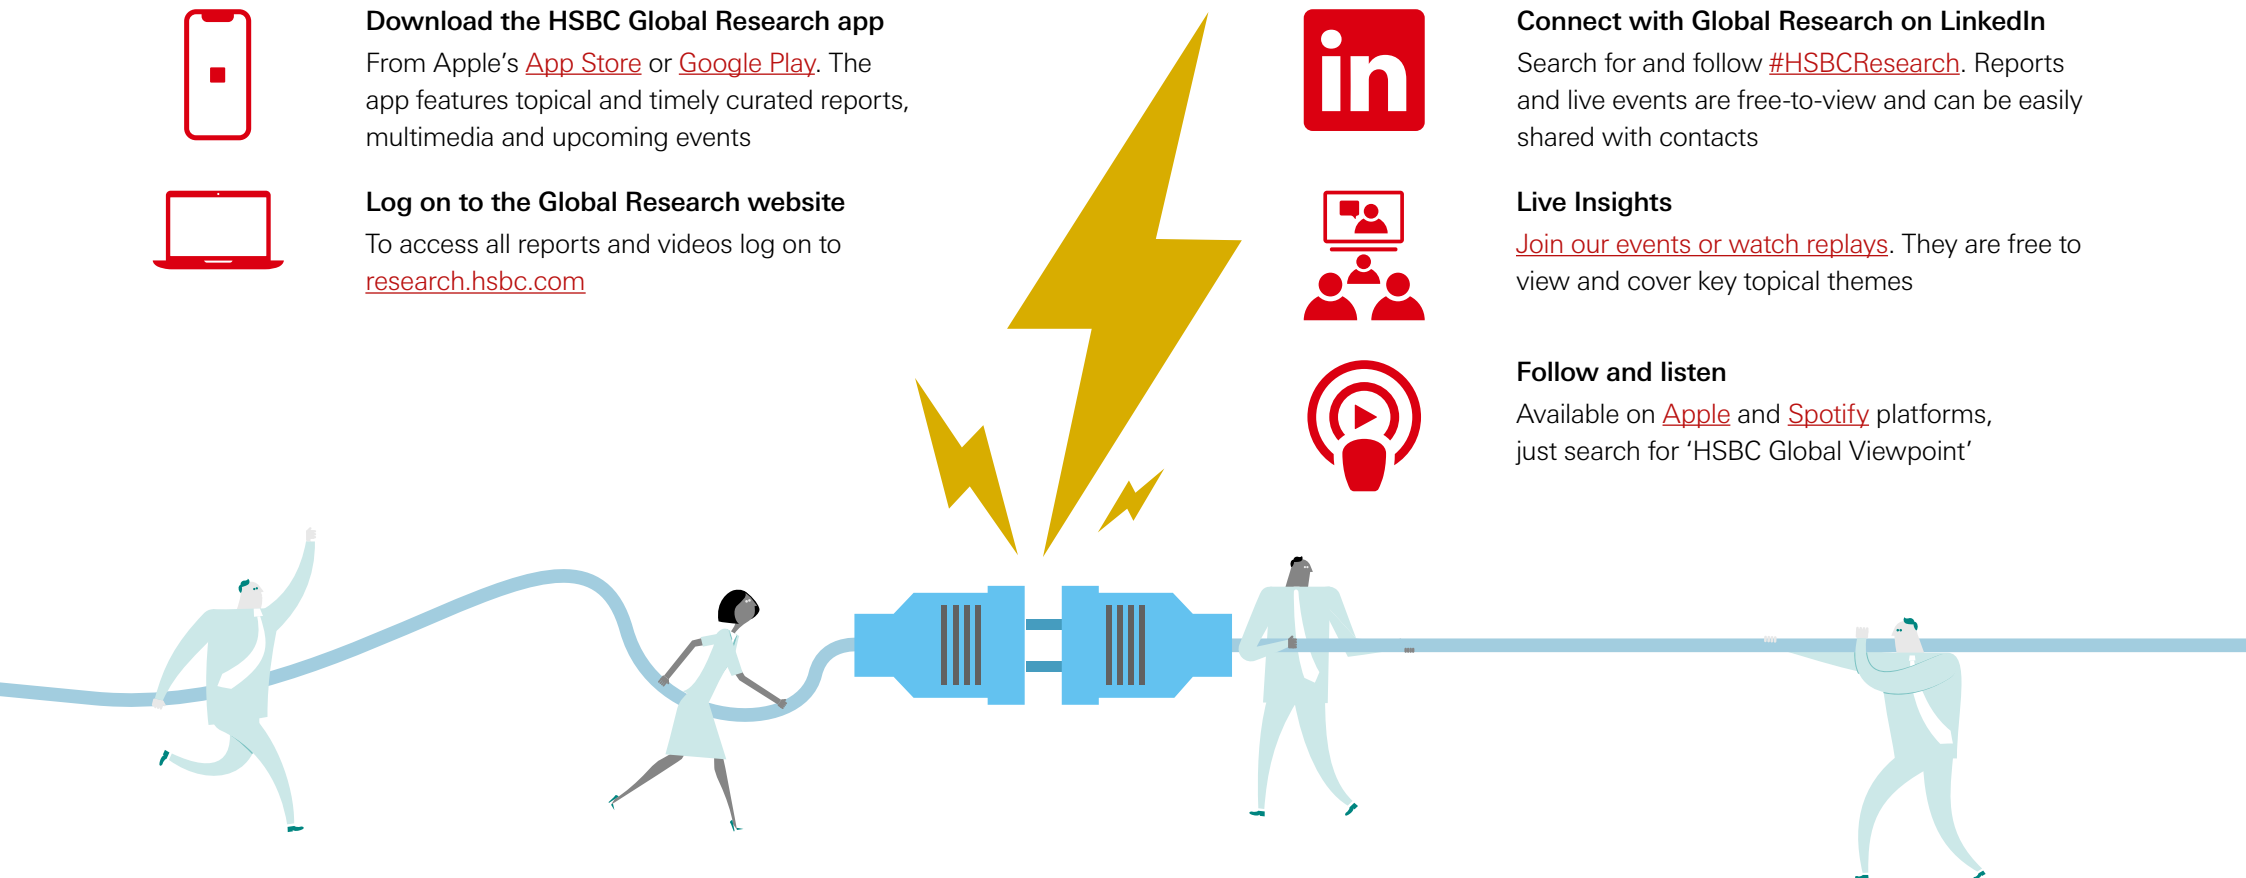 Download the HSBC Global Research app
From Apple’s App Store or Google Play. The
app features topical and timely curated reports,
multimedia and upcoming events
Log on to the Global Research website
To access all reports and videos log on to
research.hsbc.com
in
Connect with Global Research on LinkedIn
Search for and follow #HSBCResearch. Reports
and live events are free-to-view and can be easily
shared with contacts
Live Insights
Join our events or watch replays. They are free to
view and cover key topical themes
Follow and listen
Available on Apple and Spotify platforms,
just search for ‘HSBC Global Viewpoint’